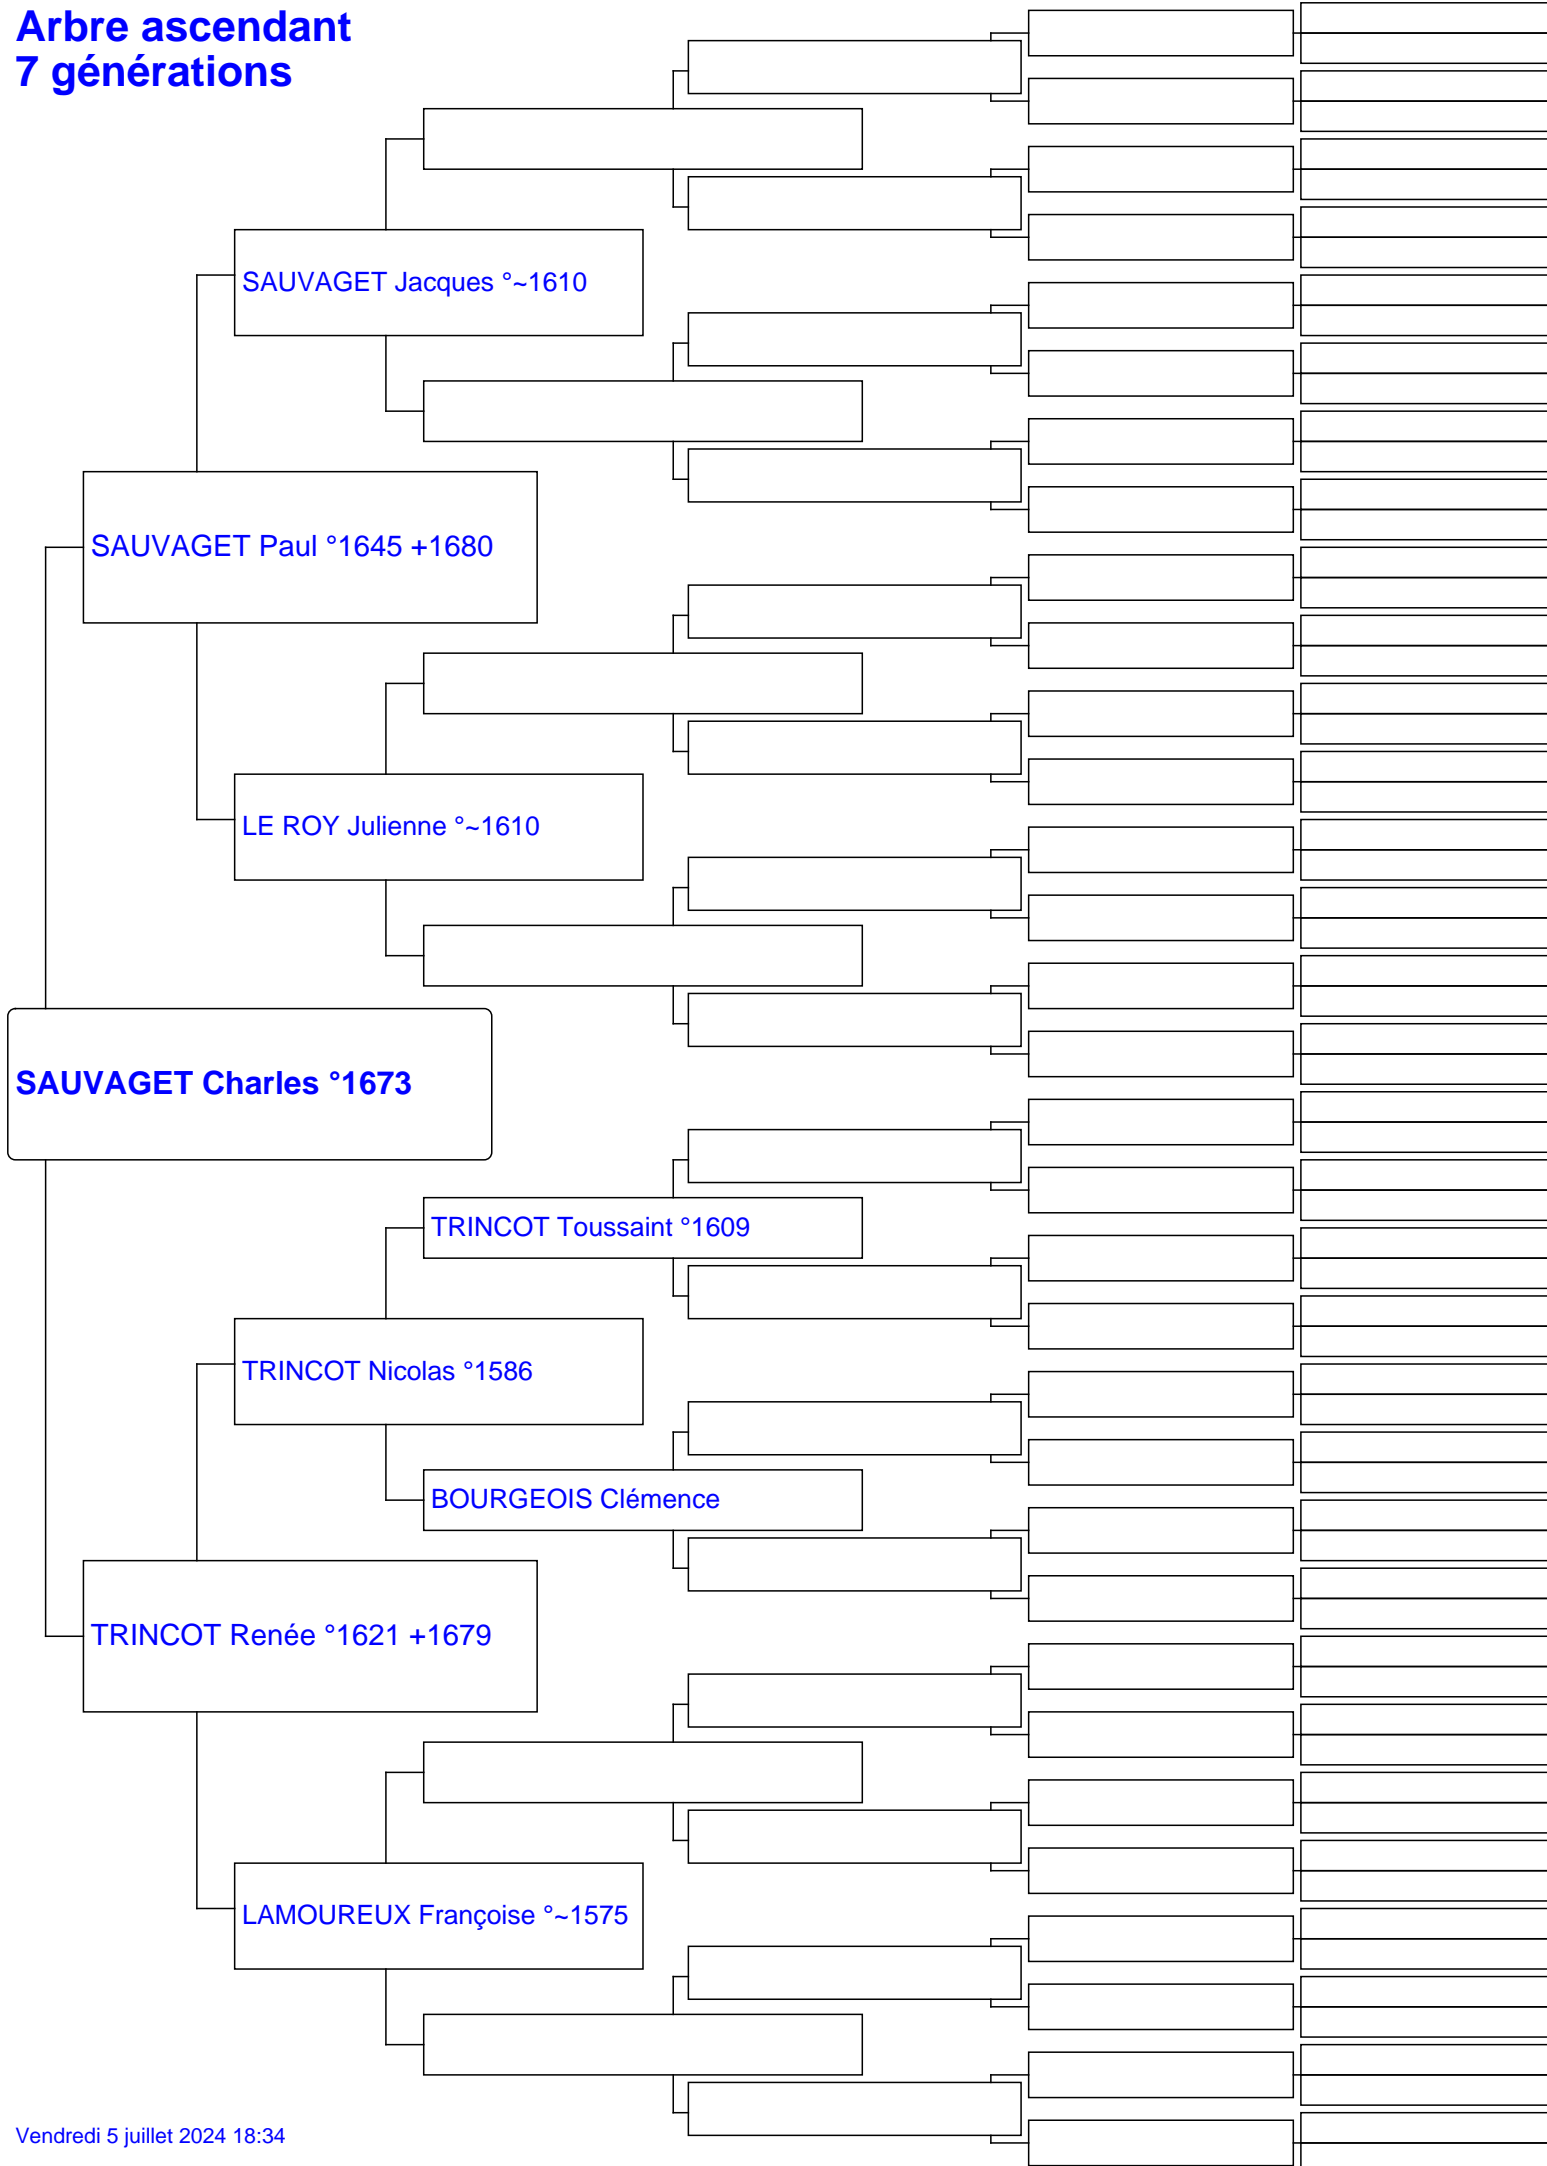 Arbre ascendant
7 générations
SAUVAGET Jacques °~1610
SAUVAGET Paul °1645 +1680
LE ROY Julienne °~1610
SAUVAGET Charles °1673
TRINCOT Toussaint °1609
TRINCOT Nicolas °1586
BOURGEOIS Clémence
TRINCOT Renée °1621 +1679
LAMOUREUX Françoise °~1575
Vendredi 5 juillet 2024 18:34